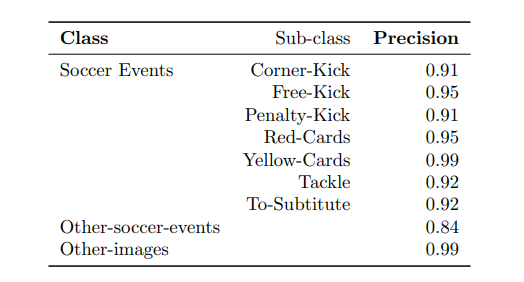 Class Sub-class Precision
Soccer Events Corner-Kick 0.91
Free-Kick 0.95
Penalty-Kick 0.91
Red-Cards 0.95
Yellow-Cards 0.99
Tackle 0.92
To-Subtitute 0.92
Other-soccer-events 0.84
Other-images 0.99